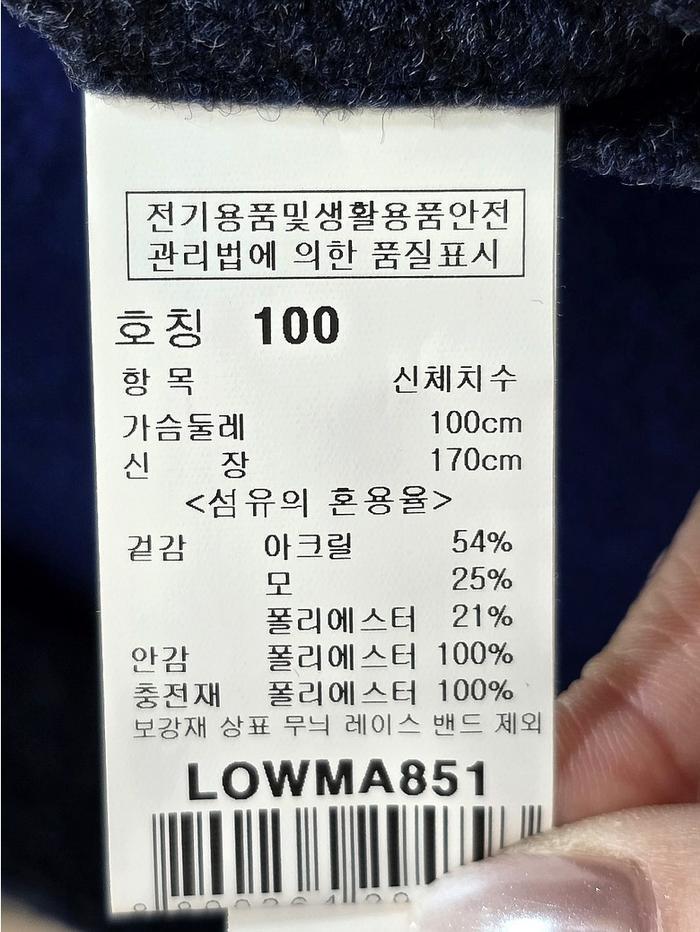 전기용품및생활용품안전
관리법에 의한 품질표시
호칭 100
항 목 신체치수
가슴둘레 100cm
신 장 170cm
<섬유의 혼용율>
겉감 아크릴 54%
모 25%
폴리에스터 21%
안감 폴리에스터 100%
충전재 폴리에스터 100%
보강재 상표 무늬 레이스 밴드 제외
LOWMA851